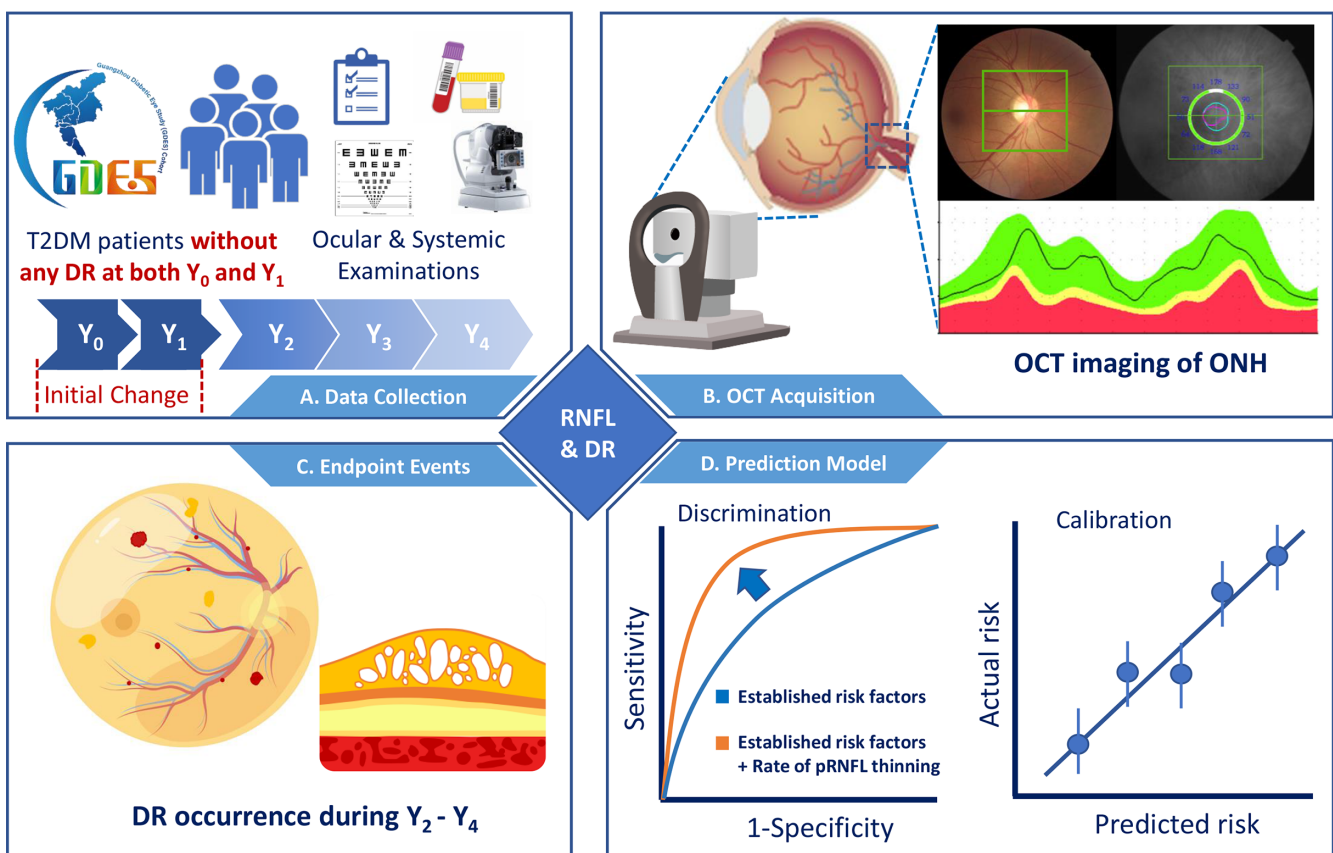 Guangzhou Diabetic Eye Study (GDES) Cohort
GDES
T2DM patients without
any DR at both Y0 and Y1
Ocular & Systemic
Examinations
Y0
Y1
Y2
Y3
Y4
Initial Change
A. Data Collection
B. OCT Acquisition
OCT imaging of ONH
RNFL
& DR
C. Endpoint Events
DR occurrence during Y2 - Y4
D. Prediction Model
Discrimination
Sensitivity
Established risk factors
Established risk factors
+ Rate of pRNFL thinning
1-Specificity
Calibration
Actual risk
Predicted risk